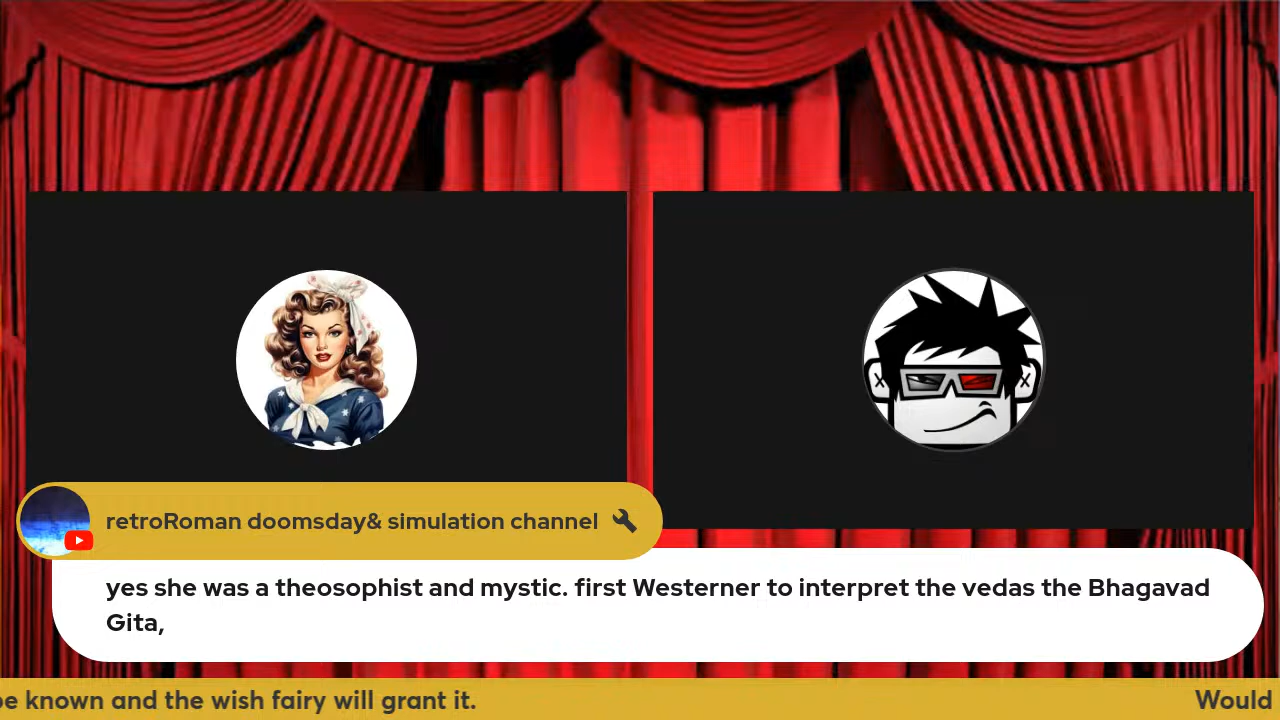 retroRoman doomsday& simulation channel
yes she was a theosophist and mystic. first Westerner to interpret the vedas the Bhagavad
Gita,
be known and the wish fairy will grant it. Would